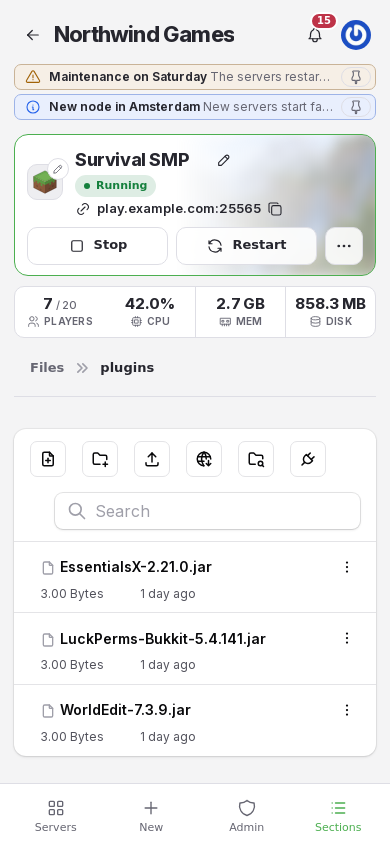 Northwind Games
15
Maintenance on Saturday The servers restar...
New node in Amsterdam New servers start fa...
Survival SMP
Running
play.example.com:25565
Stop
Restart
7 / 20
PLAYERS
42.0%
CPU
2.7 GB
MEM
858.3 MB
DISK
Files
plugins
Search
EssentialsX-2.21.0.jar
3.00 Bytes 1 day ago
LuckPerms-Bukkit-5.4.141.jar
3.00 Bytes 1 day ago
WorldEdit-7.3.9.jar
3.00 Bytes 1 day ago
Servers
New
Admin
Sections